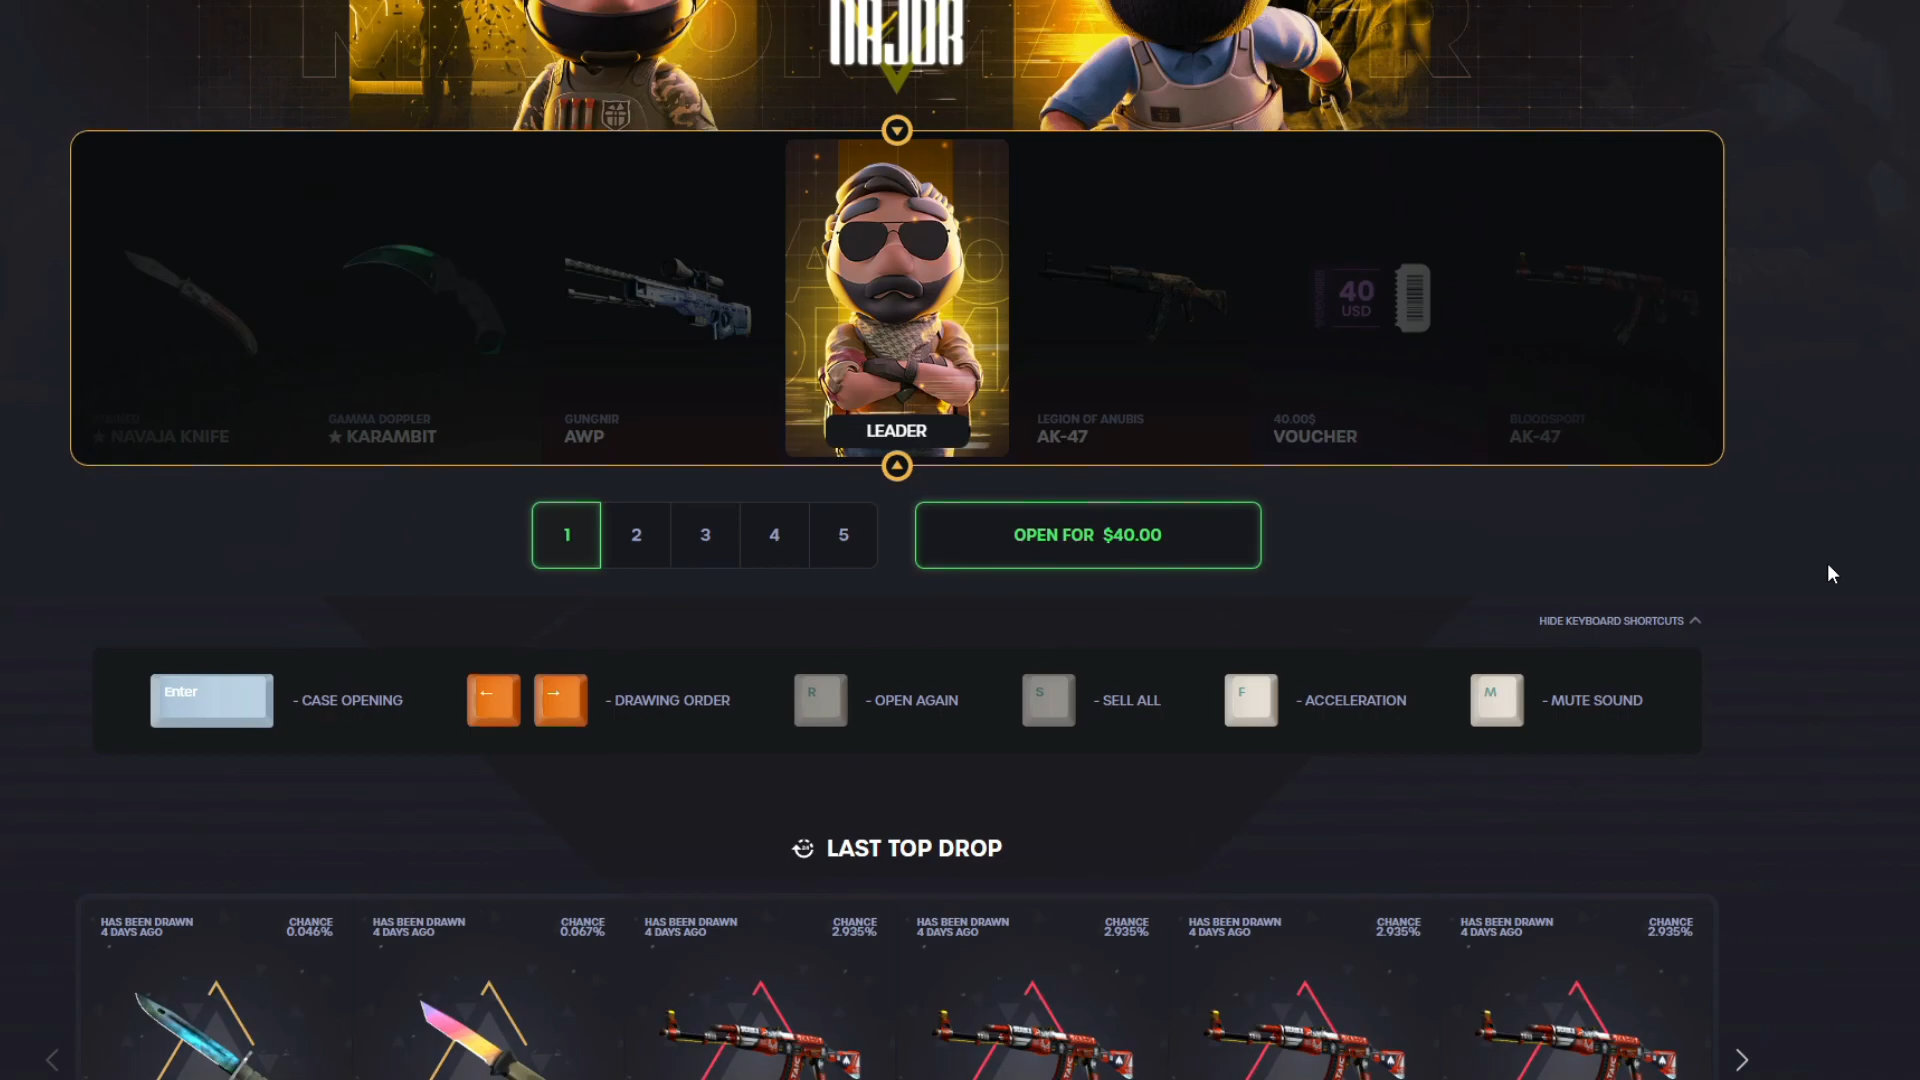 MAJOR
LEADER
★ NAVAJA KNIFE
GAMMA DOPPLER
★ KARAMBIT
GUNGNIR
AWP
LEGION OF ANUBIS
AK-47
40
USD
40.00$
VOUCHER
BLOODSPORT
AK-47
1 2 3 4 5
OPEN FOR $40.00
HIDE KEYBOARD SHORTCUTS
Enter - CASE OPENING
← → - DRAWING ORDER
R - OPEN AGAIN
S - SELL ALL
F - ACCELERATION
M - MUTE SOUND
LAST TOP DROP
HAS BEEN DRAWN
4 DAYS AGO
CHANCE
0.046%
HAS BEEN DRAWN
4 DAYS AGO
CHANCE
0.067%
HAS BEEN DRAWN
4 DAYS AGO
CHANCE
2.935%
HAS BEEN DRAWN
4 DAYS AGO
CHANCE
2.935%
HAS BEEN DRAWN
4 DAYS AGO
CHANCE
2.935%
HAS BEEN DRAWN
4 DAYS AGO
CHANCE
2.935%